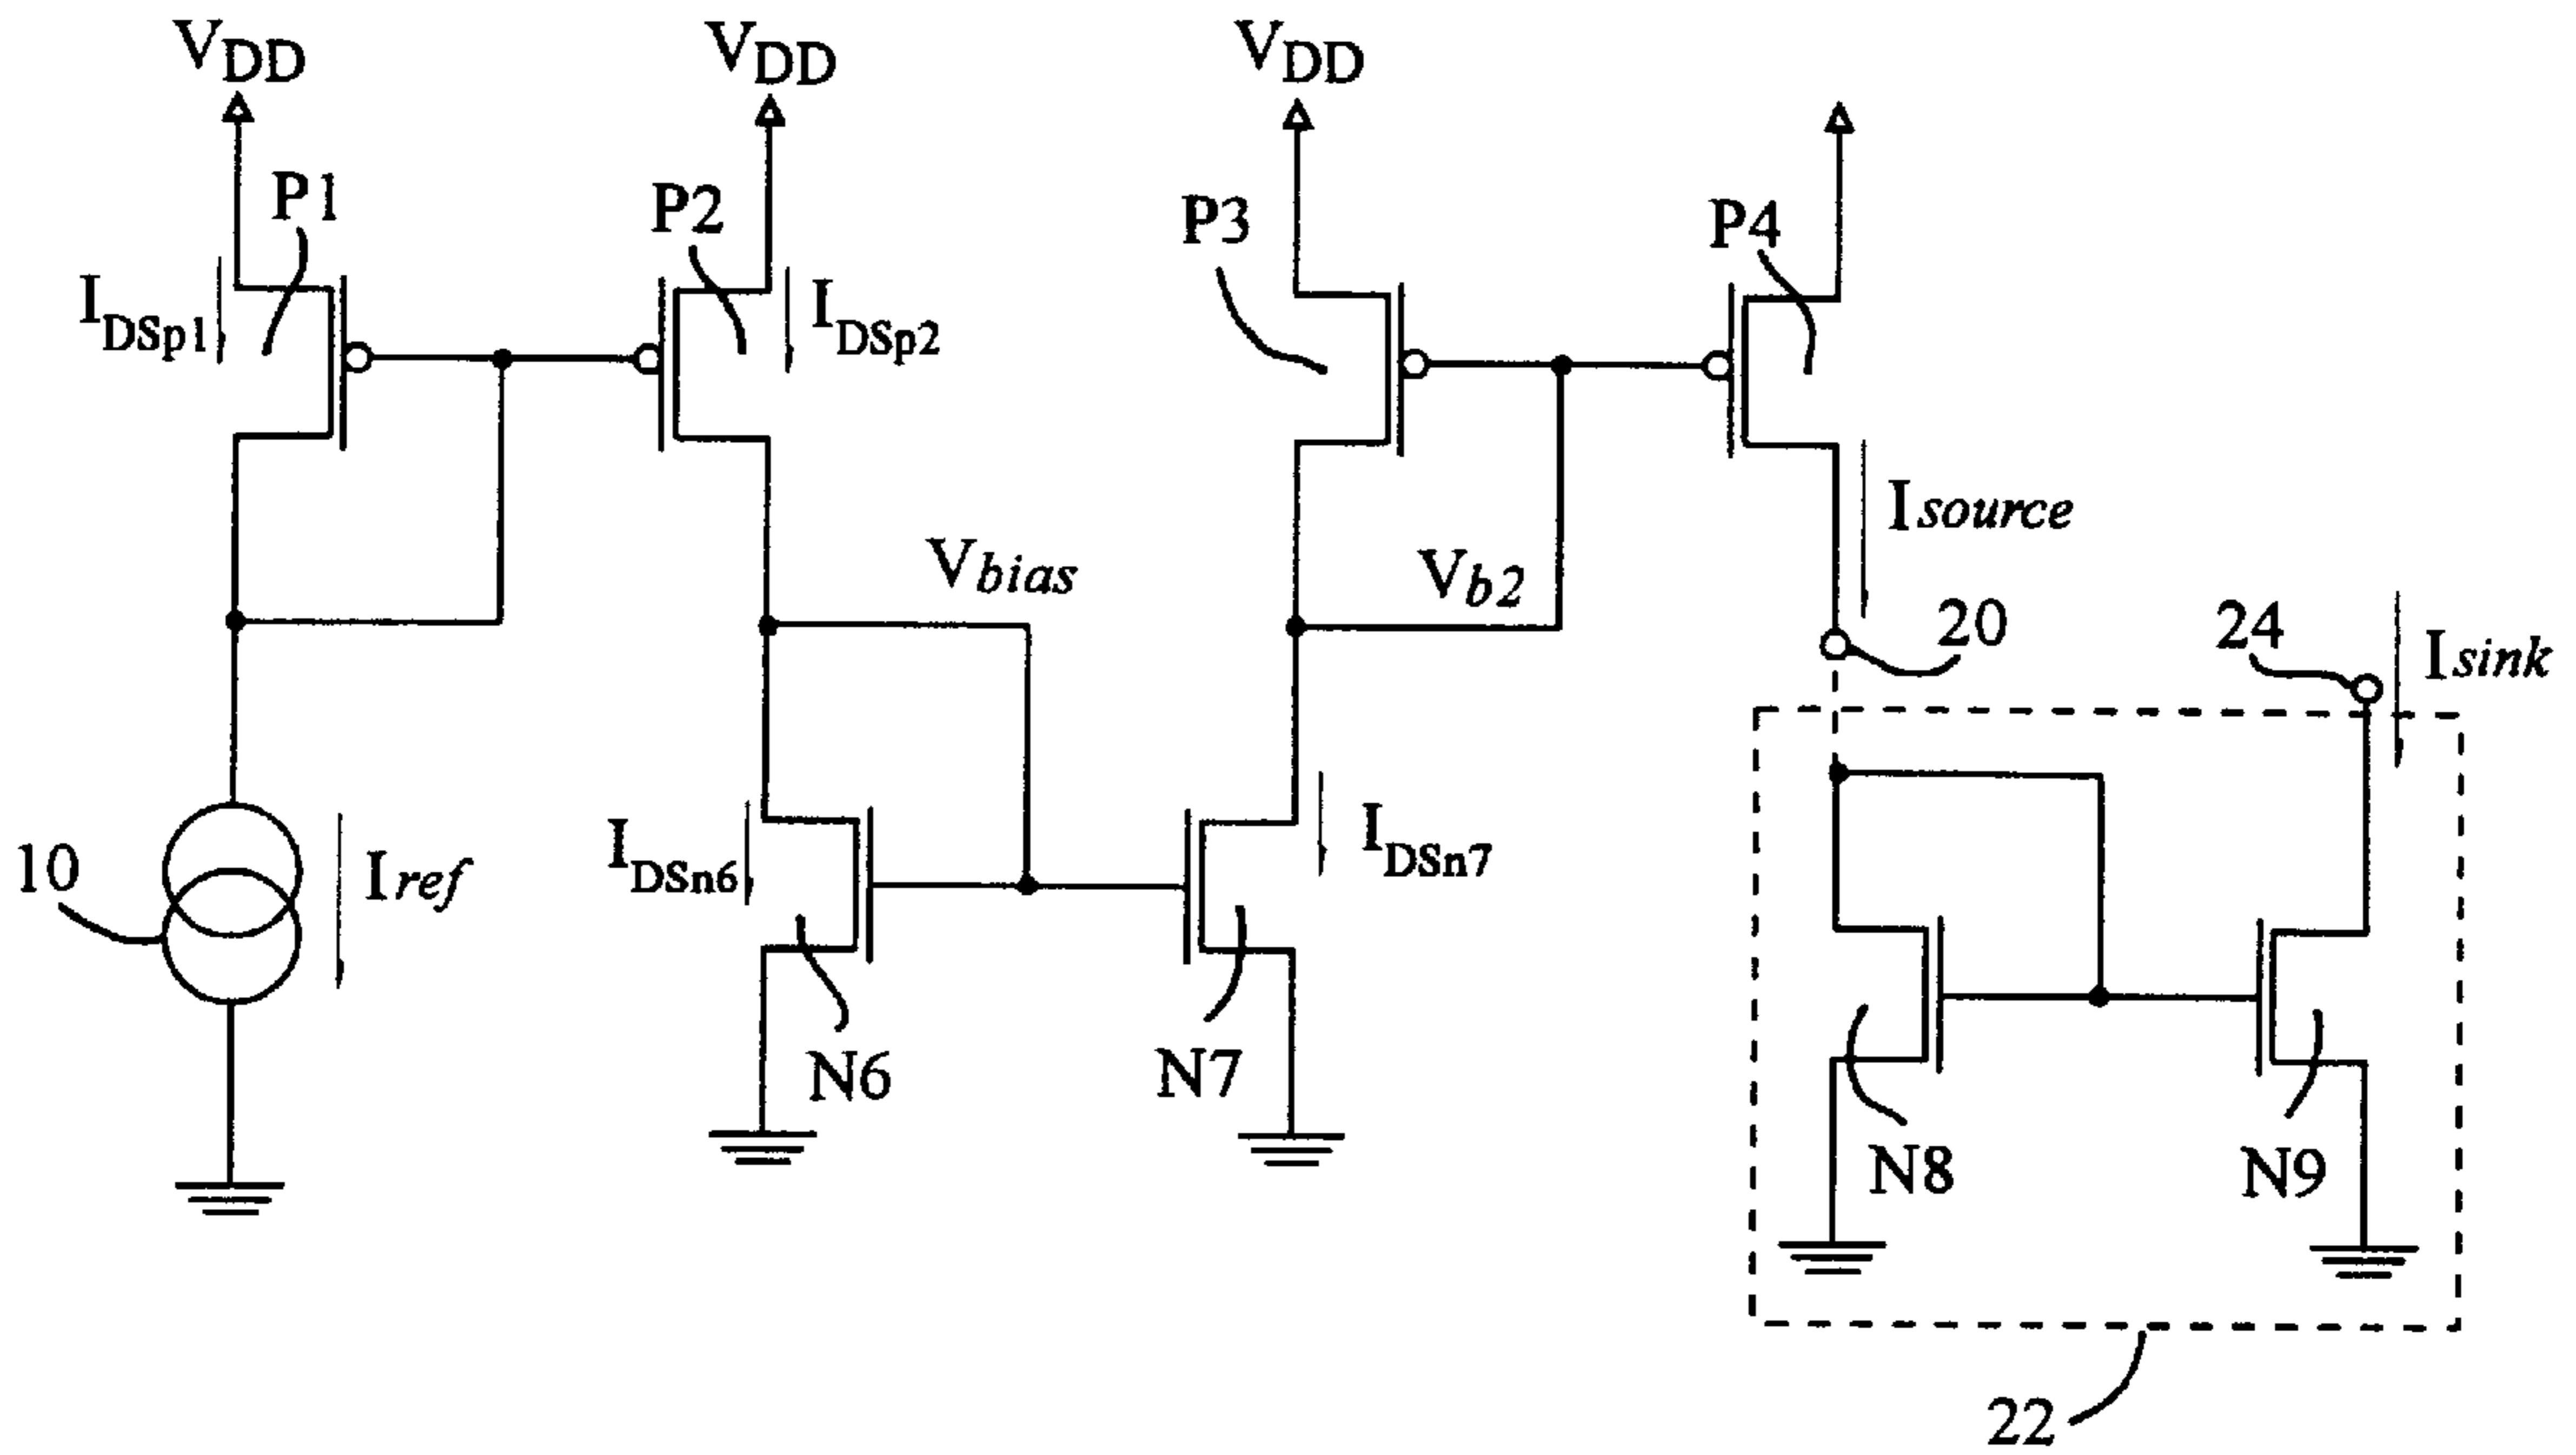 VDD VDD VDD
P1 P2 P3 P4
IDSp1 IDSp2
Isource
Vbias Vb2
20 24 Isink
10 Iref IDSn6 IDSn7
N6 N7
N8 N9
22